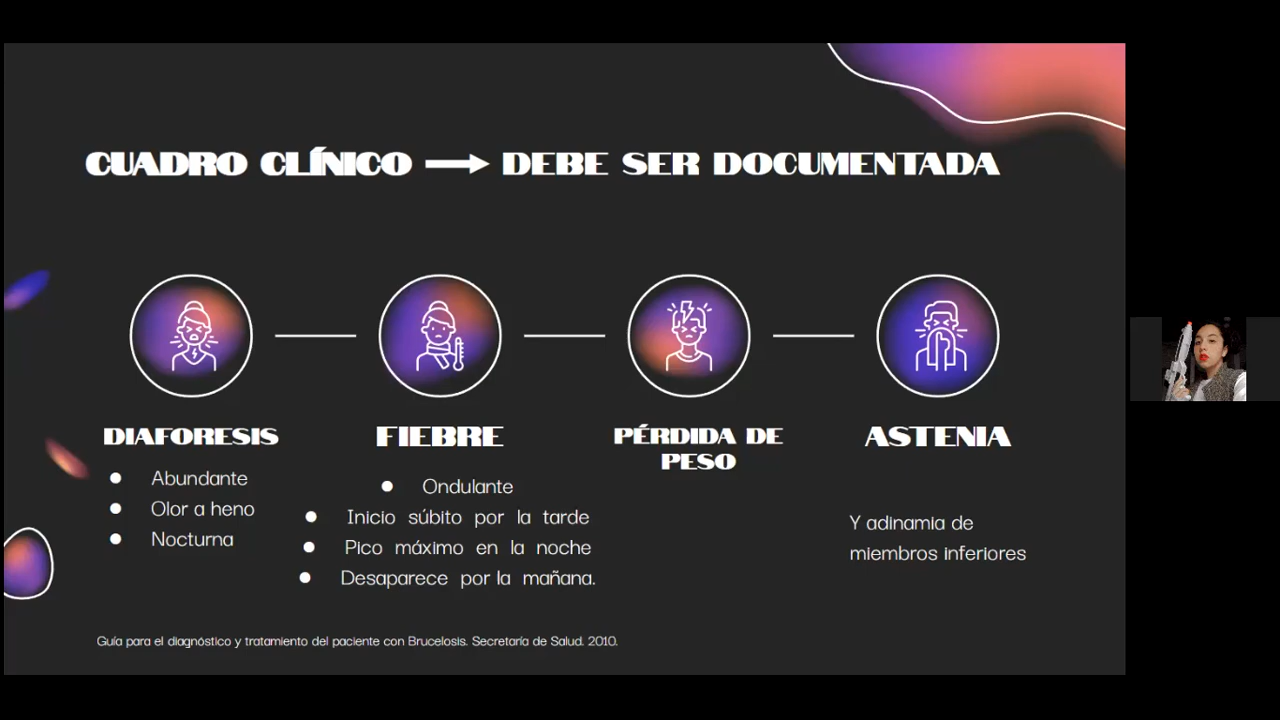 CUADRO CLÍNICO → DEBE SER DOCUMENTADA
DIAFORESIS
● Abundante
● Olor a heno
● Nocturna
FIEBRE
● Ondulante
● Inicio súbito por la tarde
● Pico máximo en la noche
● Desaparece por la mañana.
PÉRDIDA DE
PESO
ASTENIA
Y adinamia de
miembros inferiores
Guía para el diagnóstico y tratamiento del paciente con Brucelosis. Secretaría de Salud. 2010.